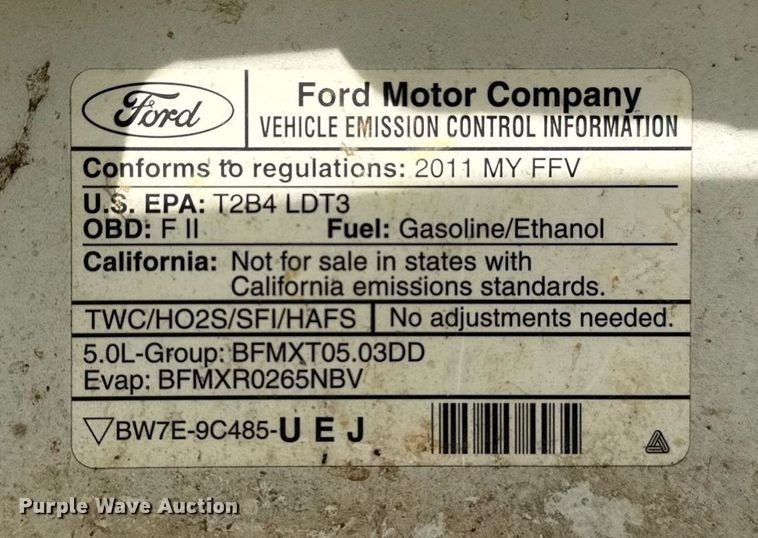 Ford
Ford Motor Company
VEHICLE EMISSION CONTROL INFORMATION
Conforms to regulations: 2011 MY FFV
U.S. EPA: T2B4 LDT3
OBD: F II Fuel: Gasoline/Ethanol
California: Not for sale in states with
California emissions standards.
TWC/HO2S/SFI/HAFS No adjustments needed.
5.0L-Group: BFMXT05.03DD
Evap: BFMXR0265NBV
BW7E-9C485-U E J
Purple Wave Auction